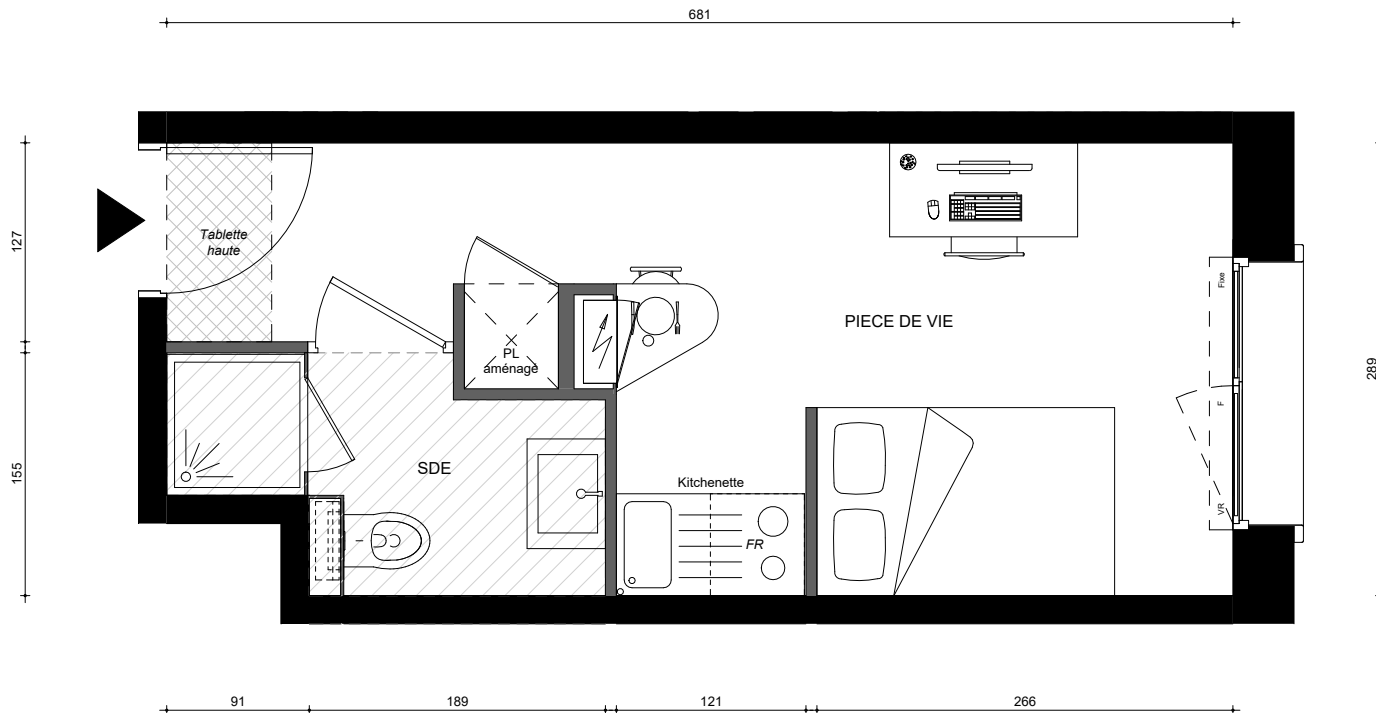 681
127
Tablette
haute
Fixe
PIECE DE VIE
PL
aménagé
289
F
155
SDE
Kitchenette
VR
FR
91
189
121
266